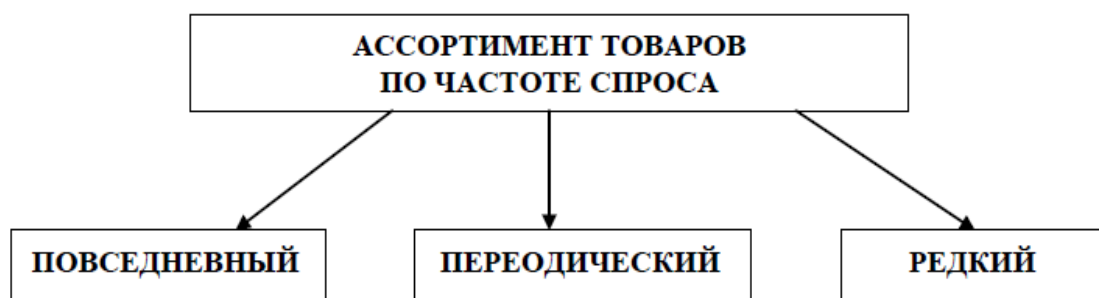 АССОРТИМЕНТ ТОВАРОВ
ПО ЧАСТОТЕ СПРОСА
ПОВСЕДНЕВНЫЙ
ПЕРЕОДИЧЕСКИЙ
РЕДКИЙ